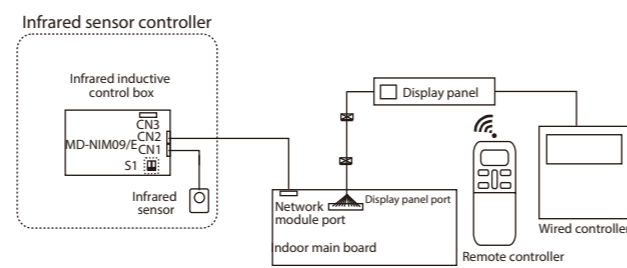 Infrared sensor controller
Infrared inductive
control box
CN3
MD-NIM09/E
CN2
CN1
S1
Infrared
sensor
Display panel
Network
module port
Display panel port
ndoor main board
Remote controller
Wired controller